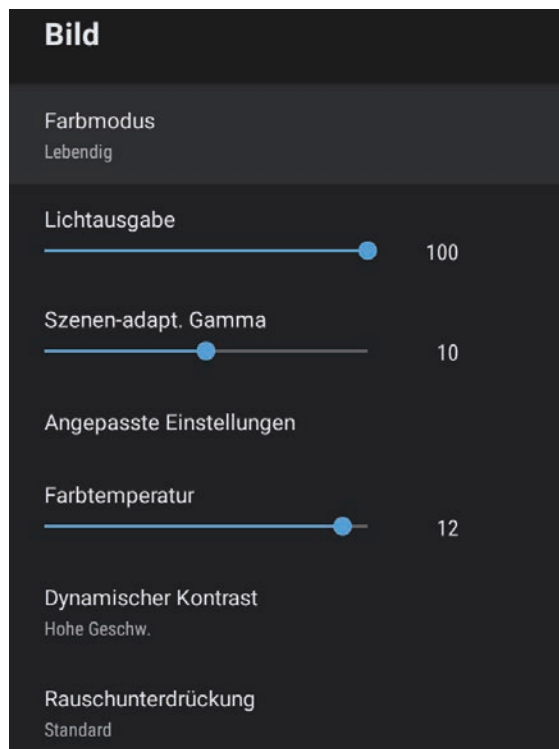 Bild
Farbmodus
Lebendig
Lichtausgabe
100
Szenen-adapt. Gamma
10
Angepasste Einstellungen
Farbtemperatur
12
Dynamischer Kontrast
Hohe Geschw.
Rauschunterdrückung
Standard